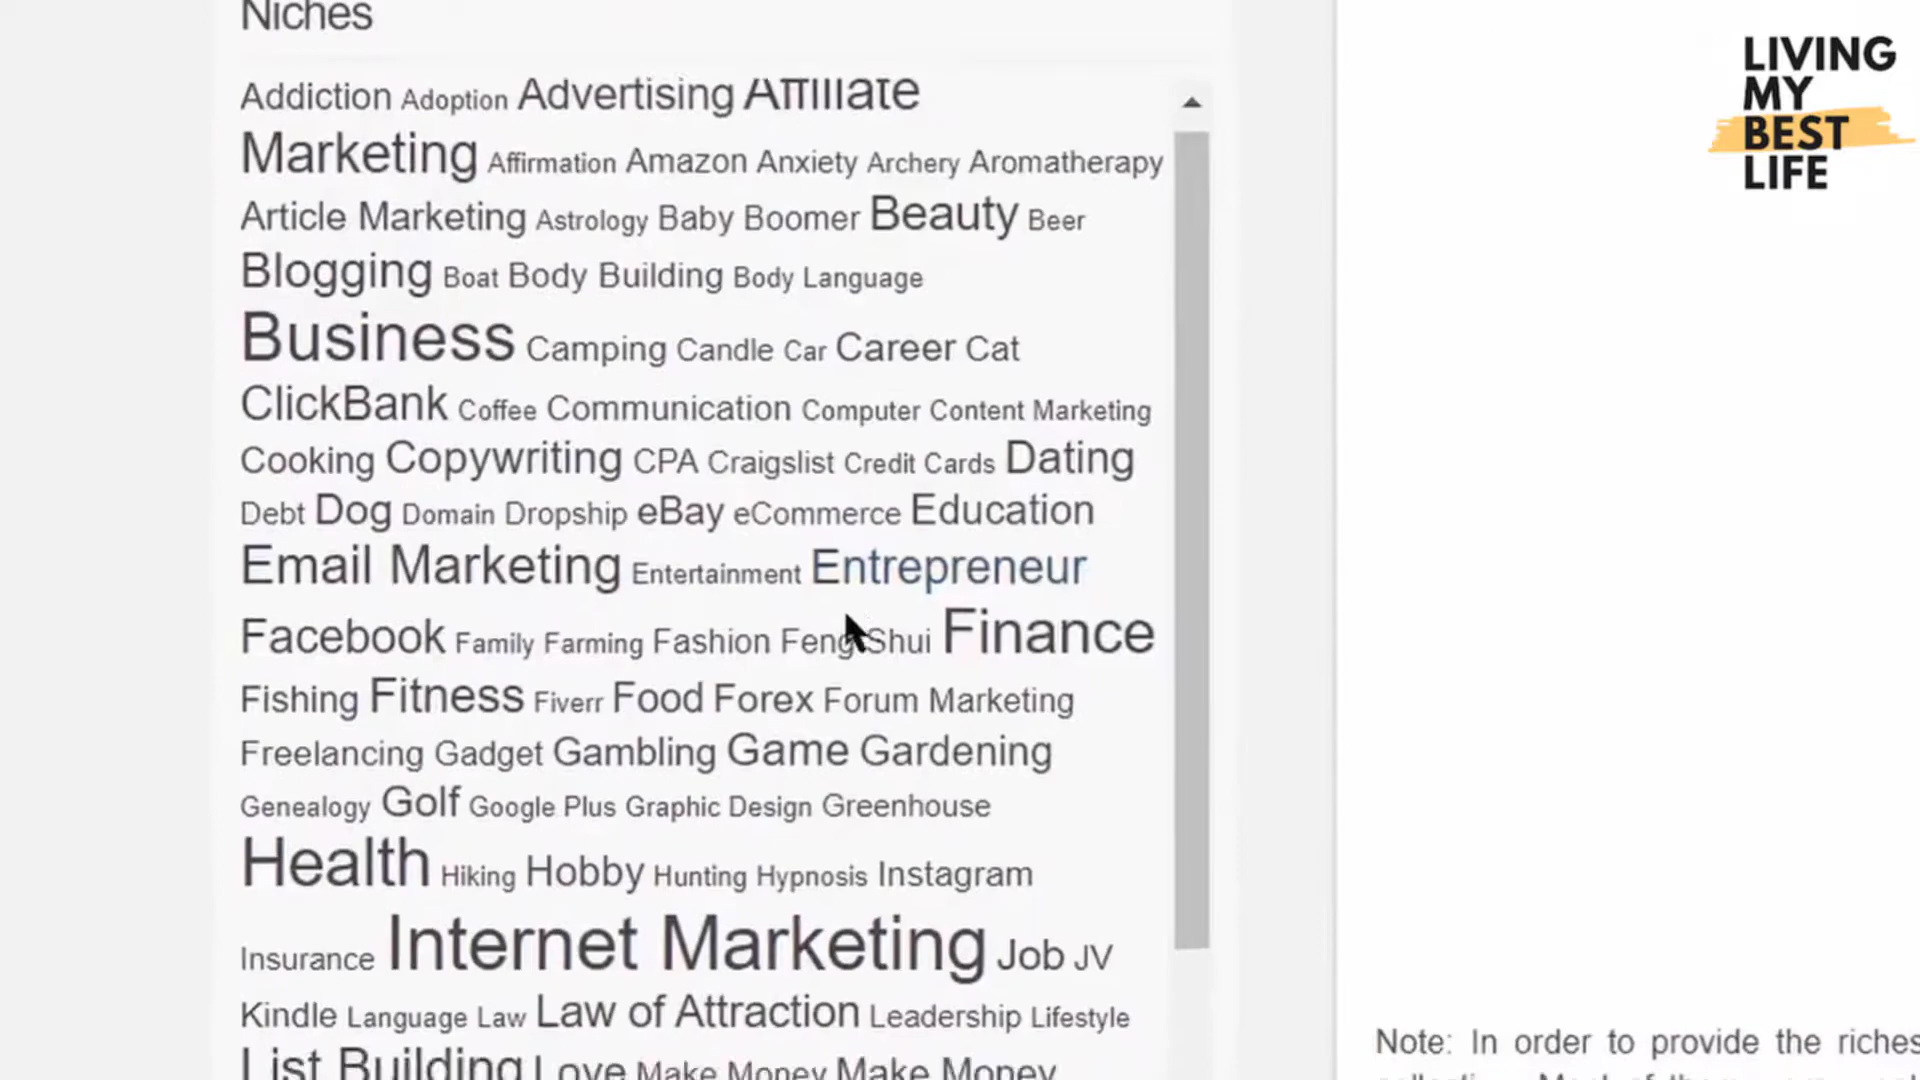 Niches
Addiction Adoption Advertising Affiliate
Marketing Affirmation Amazon Anxiety Archery Aromatherapy
Article Marketing Astrology Baby Boomer Beauty Beer
Blogging Boat Body Building Body Language
Business Camping Candle Car Career Cat
ClickBank Coffee Communication Computer Content Marketing
Cooking Copywriting CPA Craigslist Credit Cards Dating
Debt Dog Domain Dropship eBay eCommerce Education
Email Marketing Entertainment Entrepreneur
Facebook Family Farming Fashion Feng Shui Finance
Fishing Fitness Fiverr Food Forex Forum Marketing
Freelancing Gadget Gambling Game Gardening
Genealogy Golf Google Plus Graphic Design Greenhouse
Health Hiking Hobby Hunting Hypnosis Instagram
Insurance Internet Marketing Job JV
Kindle Language Law Law of Attraction Leadership Lifestyle
List Building Love Make Money Make Money
LIVING
MY
BEST
LIFE
Note: In order to provide the riches